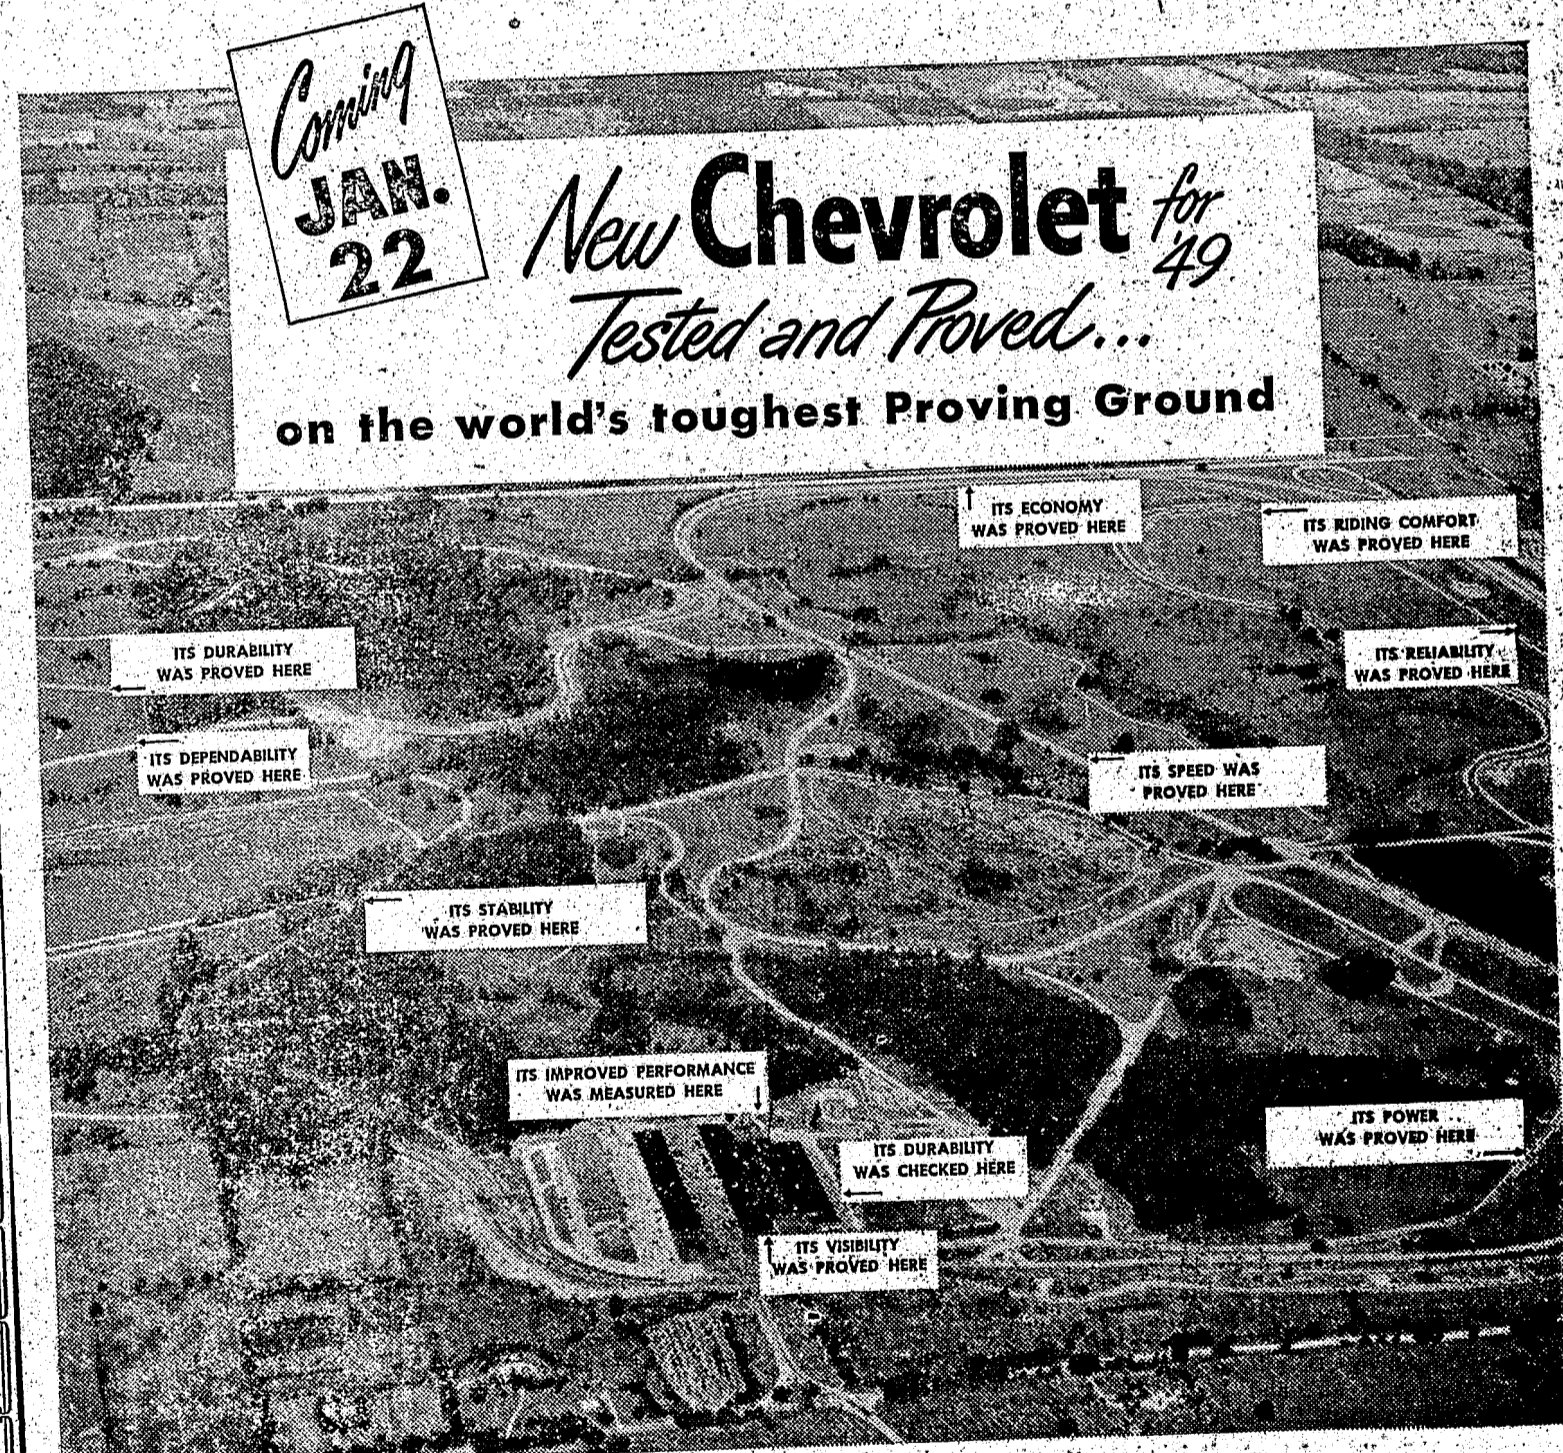 Coming
JAN.
22
New Chevrolet for '49
Tested and Proved...
on the world's toughest Proving Ground
ITS ECONOMY
WAS PROVED HERE
ITS RIDING COMFORT
WAS PROVED HERE
ITS DURABILITY
WAS PROVED HERE
ITS RELIABILITY
WAS PROVED HERE
ITS DEPENDABILITY
WAS PROVED HERE
ITS SPEED WAS
PROVED HERE
ITS STABILITY
WAS PROVED HERE
ITS IMPROVED PERFORMANCE
WAS MEASURED HERE
ITS POWER
WAS PROVED HERE
ITS DURABILITY
WAS CHECKED HERE
ITS VISIBILITY
WAS PROVED HERE